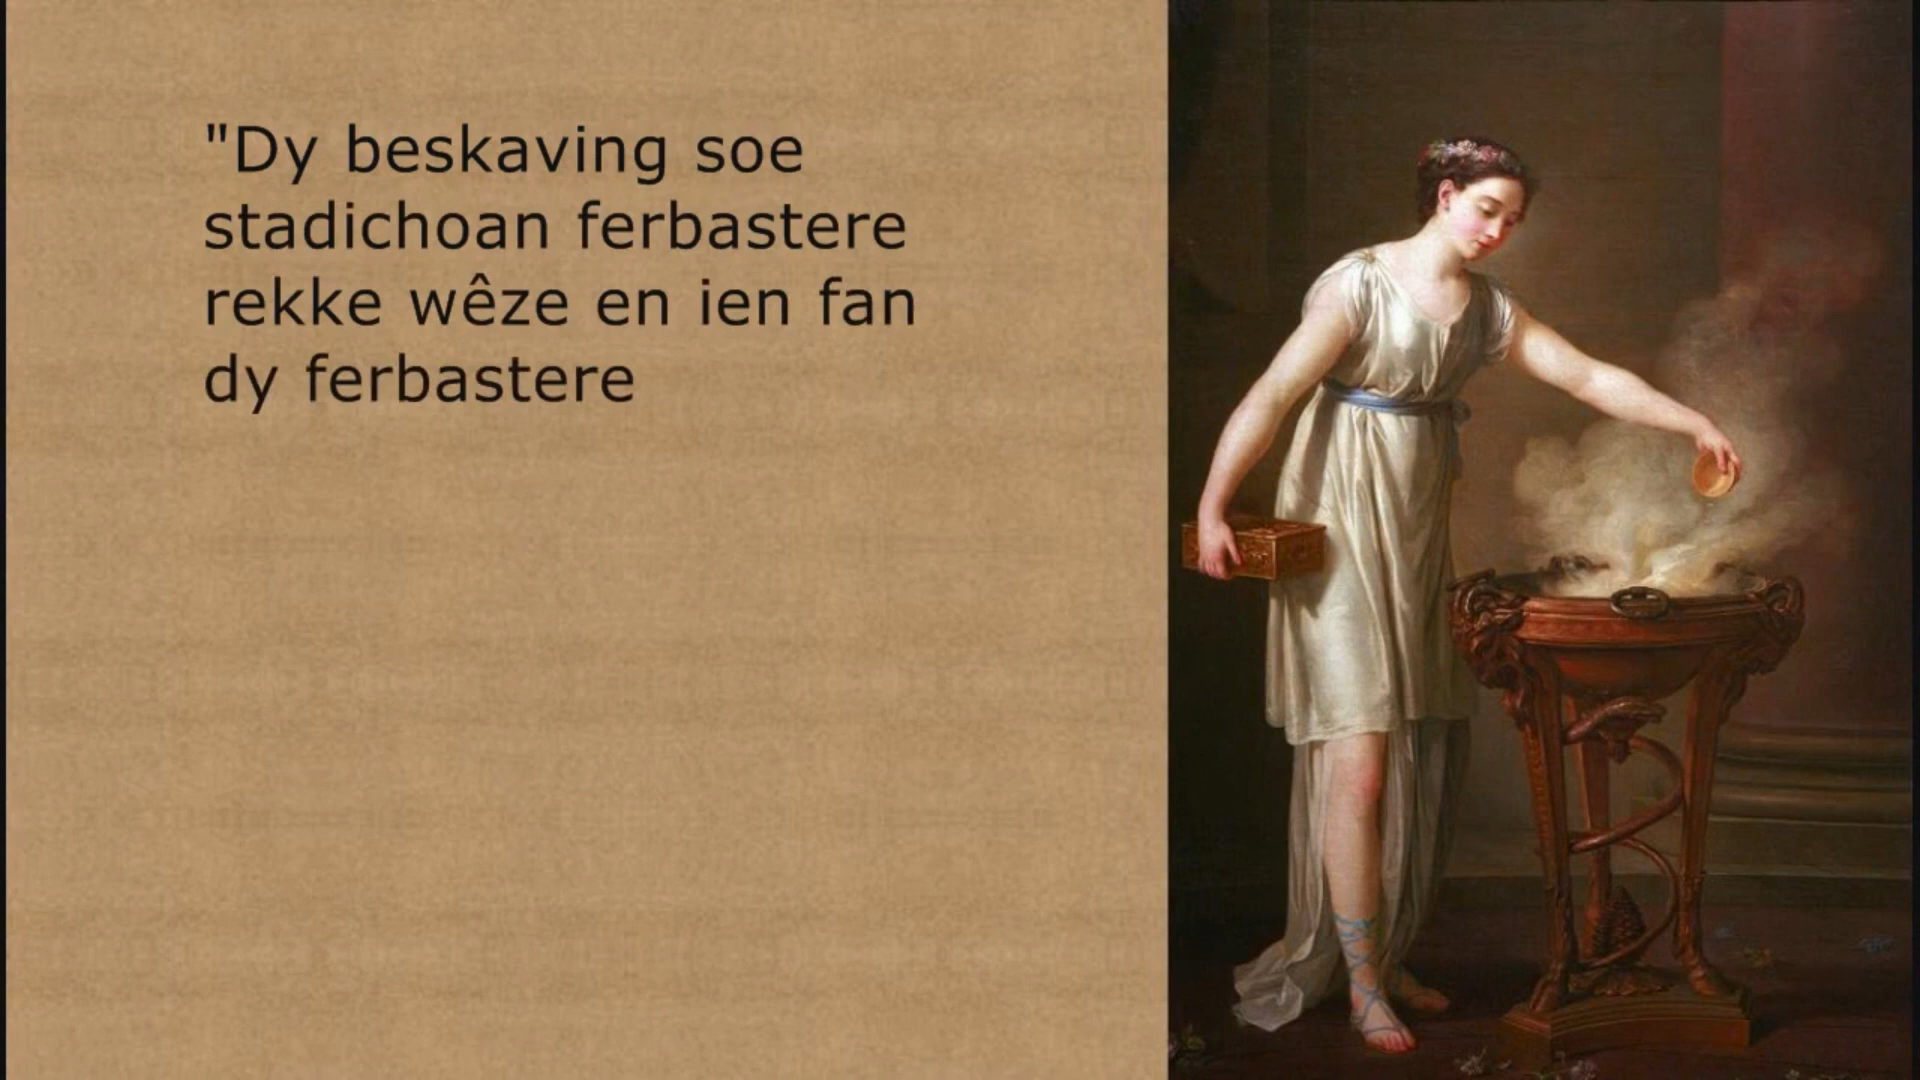 "Dy beskaving soe
stadichoan ferbastere
rekke wêze en ien fan
dy ferbastere